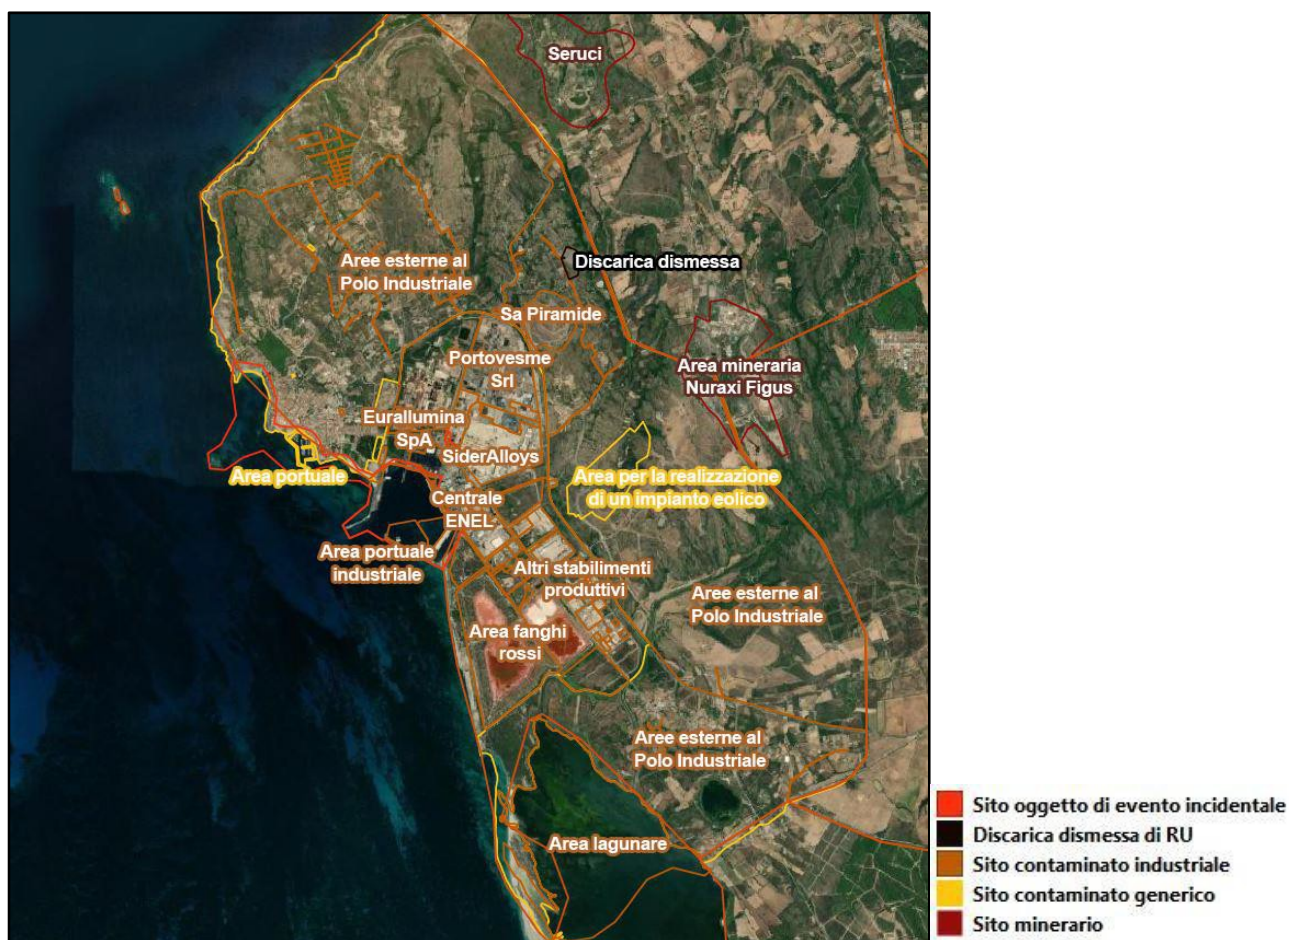 Seruci
Aree esterne al
Polo Industriale
Discarica dismessa
Sa Piramide
Portovesme
Srl
Area mineraria
Nuraxi Figus
Eurallumina
SpA
SiderAlloys
Area portuale
Area per la realizzazione
di un impianto eolico
Centrale
ENEL
Area portuale
industriale
Altri stabilimenti
produttivi
Aree esterne al
Polo Industriale
Area fanghi
rossi
Aree esterne al
Polo Industriale
Area lagunare
Sito oggetto di evento incidentale
Discarica dismessa di RU
Sito contaminato industriale
Sito contaminato generico
Sito minerario